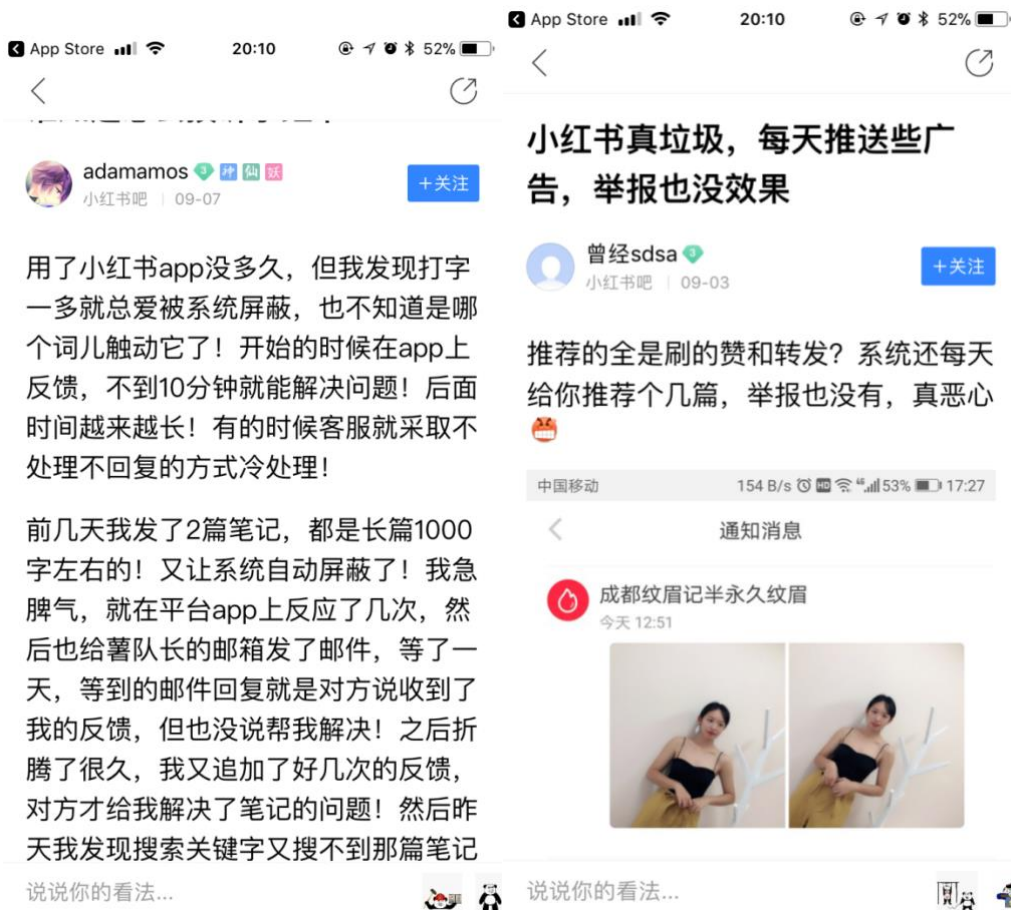 App Store
20:10
52%
adamamos
3
神
仙
妖
小红书吧 | 09-07
+关注
用了小红书app没多久，但我发现打字
一多就总爱被系统屏蔽，也不知道是哪
个词儿触动它了！开始的时候在app上
反馈，不到10分钟就能解决问题！后面
时间越来越长！有的时候客服就采取不
处理不回复的方式冷处理！
前几天我发了2篇笔记，都是长篇1000
字左右的！又让系统自动屏蔽了！我急
脾气，就在平台app上反应了几次，然
后也给薯队长的邮箱发了邮件，等了一
天，等到的邮件回复就是对方说收到了
我的反馈，但也没说帮我解决！之后折
腾了很久，我又追加了好几次的反馈，
对方才给我解决了笔记的问题！然后昨
天我发现搜索关键字又搜不到那篇笔记
说说你的看法...
App Store
20:10
52%
小红书真垃圾，每天推送些广
告，举报也没效果
曾经sdsa
3
小红书吧 | 09-03
+关注
推荐的全是刷的赞和转发？系统还每天
给你推荐个几篇，举报也没有，真恶心
中国移动
154 B/s
HD
46
53%
17:27
通知消息
成都纹眉记半永久纹眉
今天 12:51
说说你的看法...